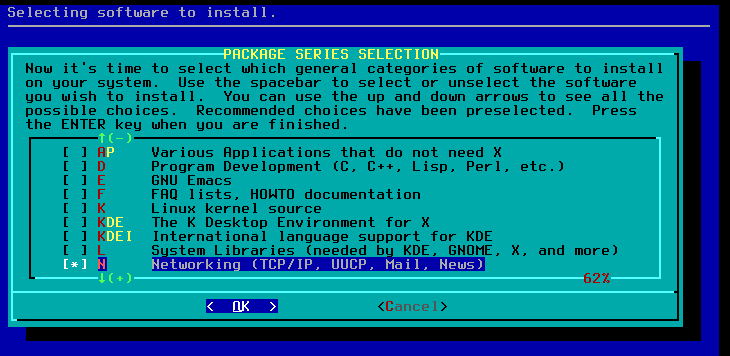 Selecting software to install.
PACKAGE SERIES SELECTION
Now it's time to select which general categories of software to install
on your system.  Use the spacebar to select or unselect the software
you wish to install.  You can use the up and down arrows to see all the
possible choices.  Recommended choices have been preselected.  Press
the ENTER key when you are finished.
↑(-)
[ ] AP   Various Applications that do not need X
[ ] D    Program Development (C, C++, Lisp, Perl, etc.)
[ ] E    GNU Emacs
[ ] F    FAQ lists, HOWTO documentation
[ ] K    Linux kernel source
[ ] KDE  The K Desktop Environment for X
[ ] KDEI International language support for KDE
[ ] L    System Libraries (needed by KDE, GNOME, X, and more)
[*] N    Networking (TCP/IP, UUCP, Mail, News)
↓(+) 62%
<  OK  > <Cancel>